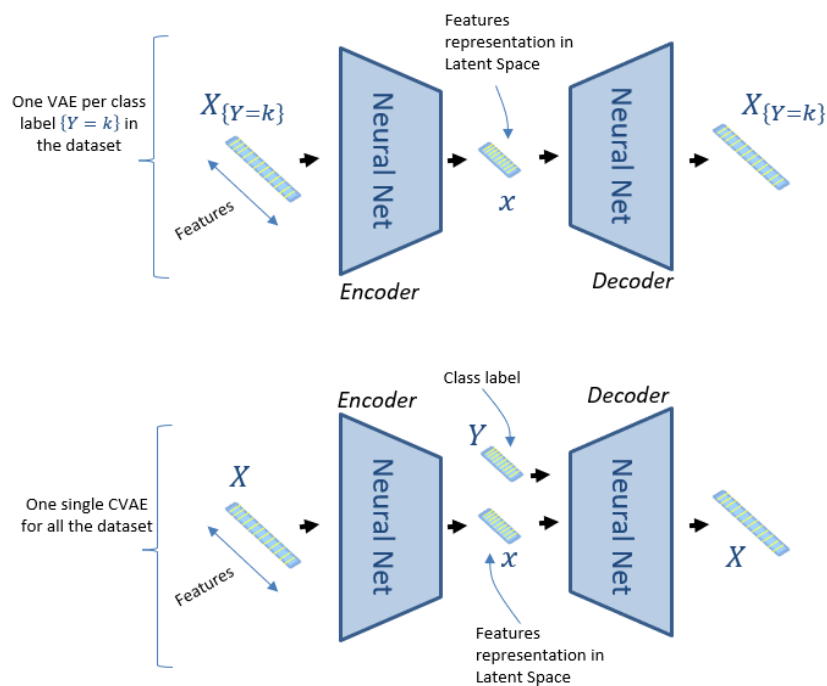 Features
representation in
Latent Space
One VAE per class
label {Y = k} in
the dataset
X{Y=k}
Features
Neural Net
Encoder
x
Neural Net
Decoder
X{Y=k}
Class label
Encoder
Decoder
Y
One single CVAE
for all the dataset
X
Features
Neural Net
x
Neural Net
X
Features
representation in
Latent Space